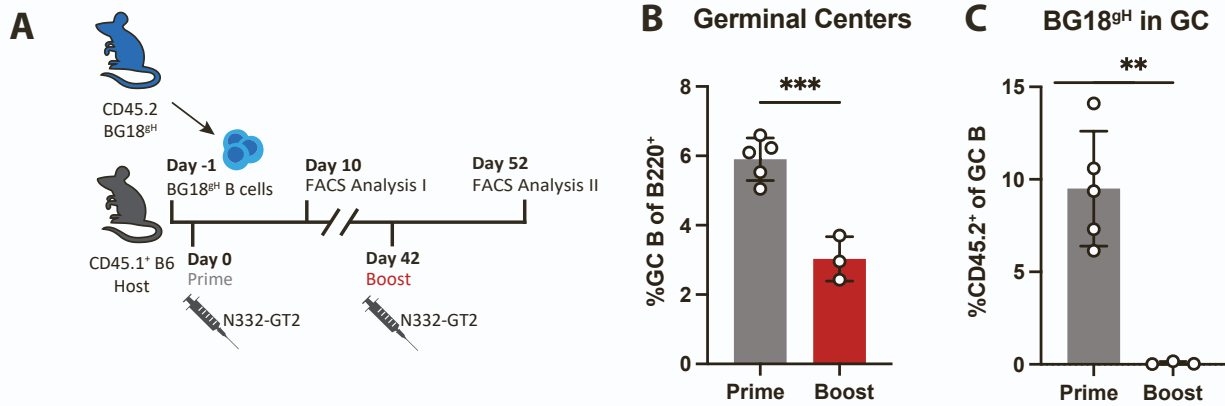 A
CD45.2
BG18gH
Day -1
BG18gH B cells
Day 10
FACS Analysis I
Day 52
FACS Analysis II
CD45.1+ B6
Host
Day 0
Prime
N332-GT2
Day 42
Boost
N332-GT2
B Germinal Centers
%GC B of B220+
***
8
6
4
2
0
Prime Boost
C BG18gH in GC
%CD45.2+ of GC B
**
15
10
5
0
Prime Boost